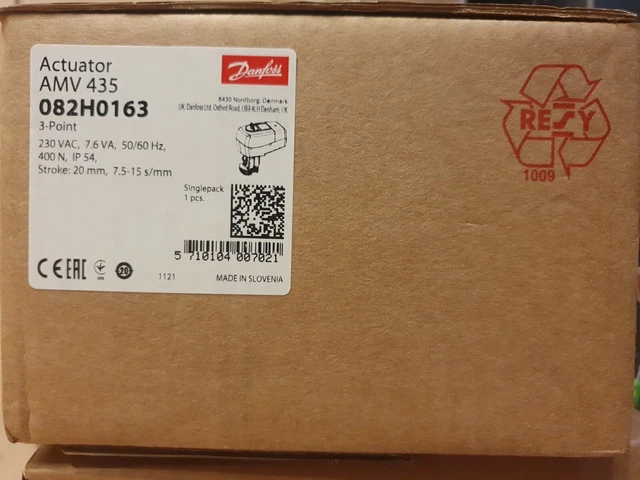 Actuator
AMV 435
082H0163
3-Point
230 VAC, 7.6 VA, 50/60 Hz,
400 N, IP 54,
Stroke: 20 mm, 7.5-15 s/mm
Danfoss
6430 Nordborg, Denmark
UK, Danfoss Ltd, Oxford Road, UB9 4LH Denham, UK
Singlepack
1 pcs.
5 710104 007021
CE EAC
1121
MADE IN SLOVENIA
RESY
1009